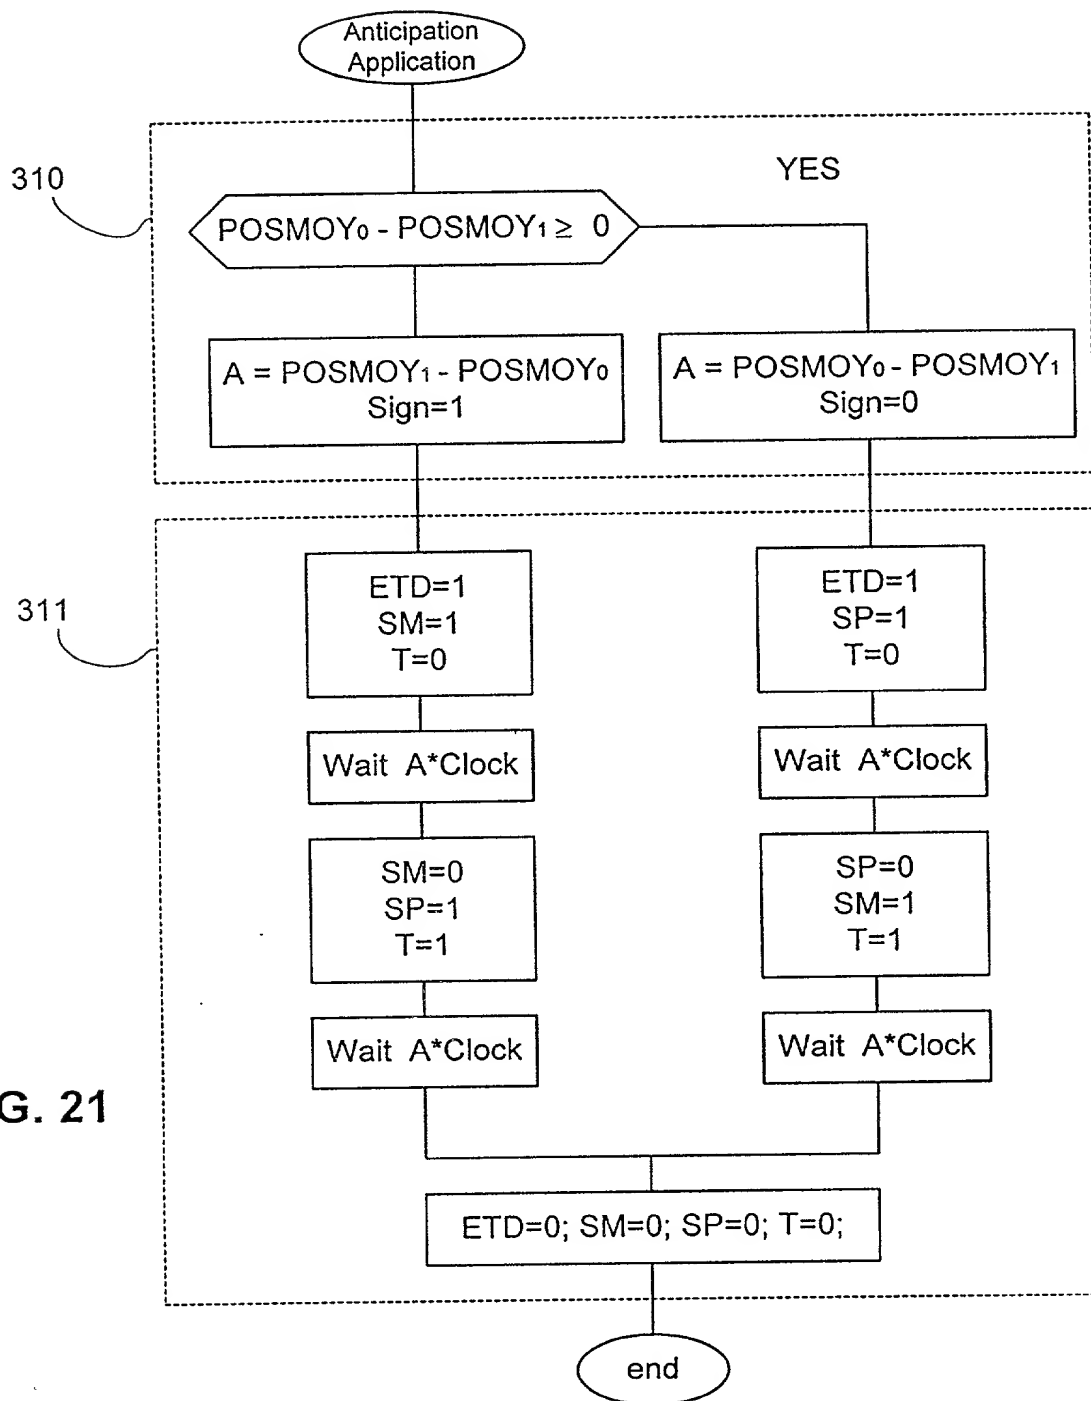 Anticipation
Application
310
YES
POSMOY₀ - POSMOY₁ ≥ 0
A = POSMOY₁ - POSMOY₀
Sign=1
A = POSMOY₀ - POSMOY₁
Sign=0
311
ETD=1
SM=1
T=0
ETD=1
SP=1
T=0
Wait A*Clock
Wait A*Clock
SM=0
SP=1
T=1
SP=0
SM=1
T=1
Wait A*Clock
Wait A*Clock
G. 21
ETD=0; SM=0; SP=0; T=0;
end